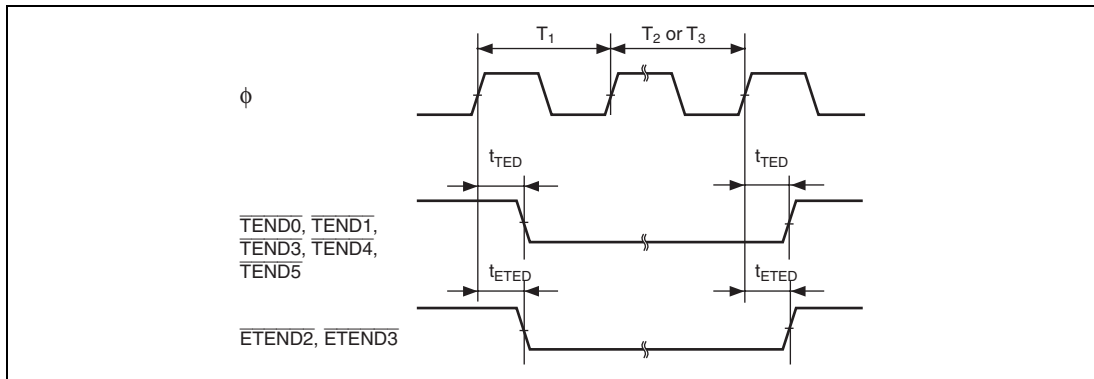 T1
T2 or T3
ϕ
tTED
tTED
TEND0, TEND1,
TEND3, TEND4,
TEND5
tETED
tETED
ETEND2, ETEND3